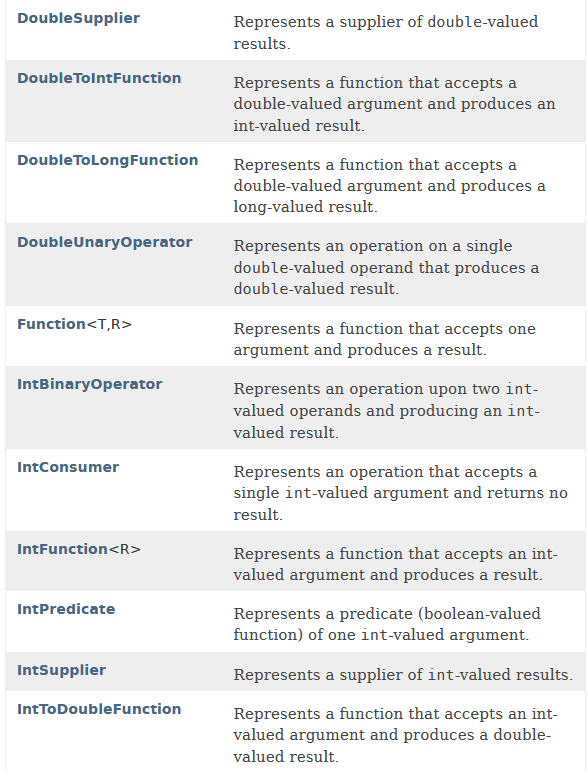 DoubleSupplier
Represents a supplier of double-valued
results.
DoubleToIntFunction
Represents a function that accepts a
double-valued argument and produces an
int-valued result.
DoubleToLongFunction
Represents a function that accepts a
double-valued argument and produces a
long-valued result.
DoubleUnaryOperator
Represents an operation on a single
double-valued operand that produces a
double-valued result.
Function<T,R>
Represents a function that accepts one
argument and produces a result.
IntBinaryOperator
Represents an operation upon two int-
valued operands and producing an int-
valued result.
IntConsumer
Represents an operation that accepts a
single int-valued argument and returns no
result.
IntFunction<R>
Represents a function that accepts an int-
valued argument and produces a result.
IntPredicate
Represents a predicate (boolean-valued
function) of one int-valued argument.
IntSupplier
Represents a supplier of int-valued results.
IntToDoubleFunction
Represents a function that accepts an int-
valued argument and produces a double-
valued result.